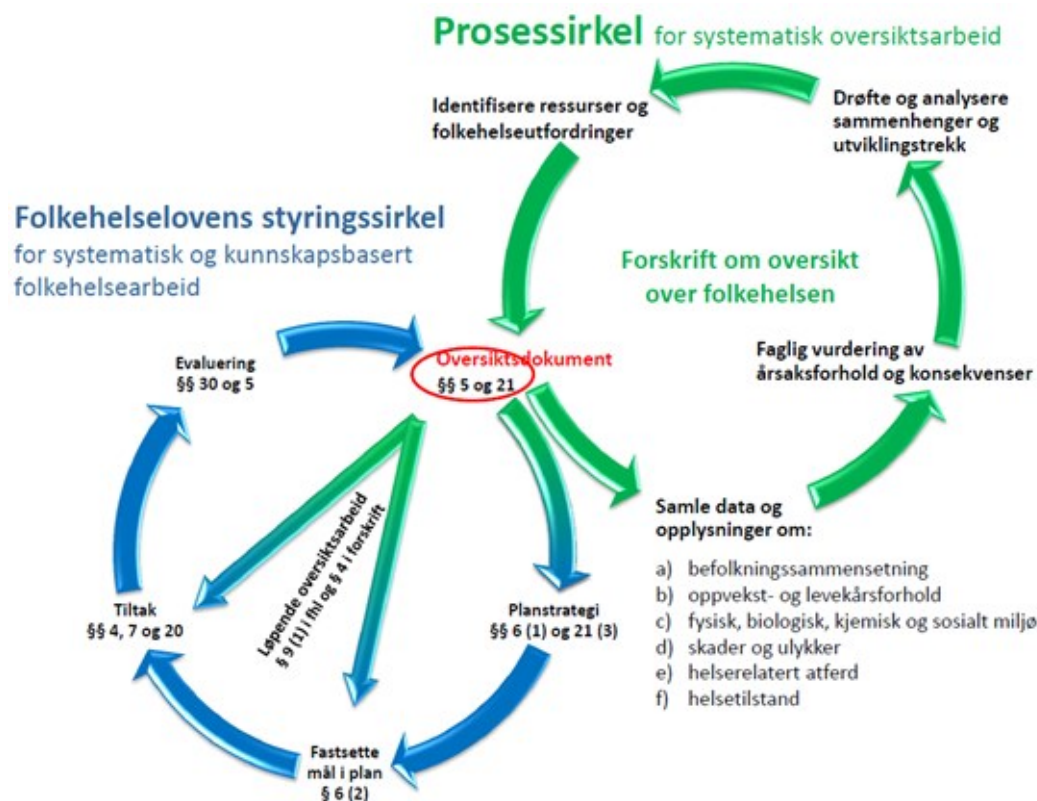 Prosessirkel for systematisk oversiktsarbeid
Identifisere ressurser og
folkehelseutfordringer
Drøfte og analysere
sammenhenger og
utviklingstrekk
Folkehelselovens styringssirkel
for systematisk og kunnskapsbasert
folkehelsearbeid
Forskrift om oversikt
over folkehelsen
Evaluering
§§ 30 og 5
Oversiktsdokument
§§ 5 og 21
Faglig vurdering av
årsaksforhold og konsekvenser
Samle data og
opplysninger om:
a) befolkningssammensetning
b) oppvekst- og levekårsforhold
c) fysisk, biologisk, kjemisk og sosialt miljø
d) skader og ulykker
e) helserelatert atferd
f) helsetilstand
Løpende oversiktsarbeid
§ 9 (1) i fhl og § 4 i forskrift
Tiltak
§§ 4, 7 og 20
Planstrategi
§§ 6 (1) og 21 (3)
Fastsette
mål i plan
§ 6 (2)